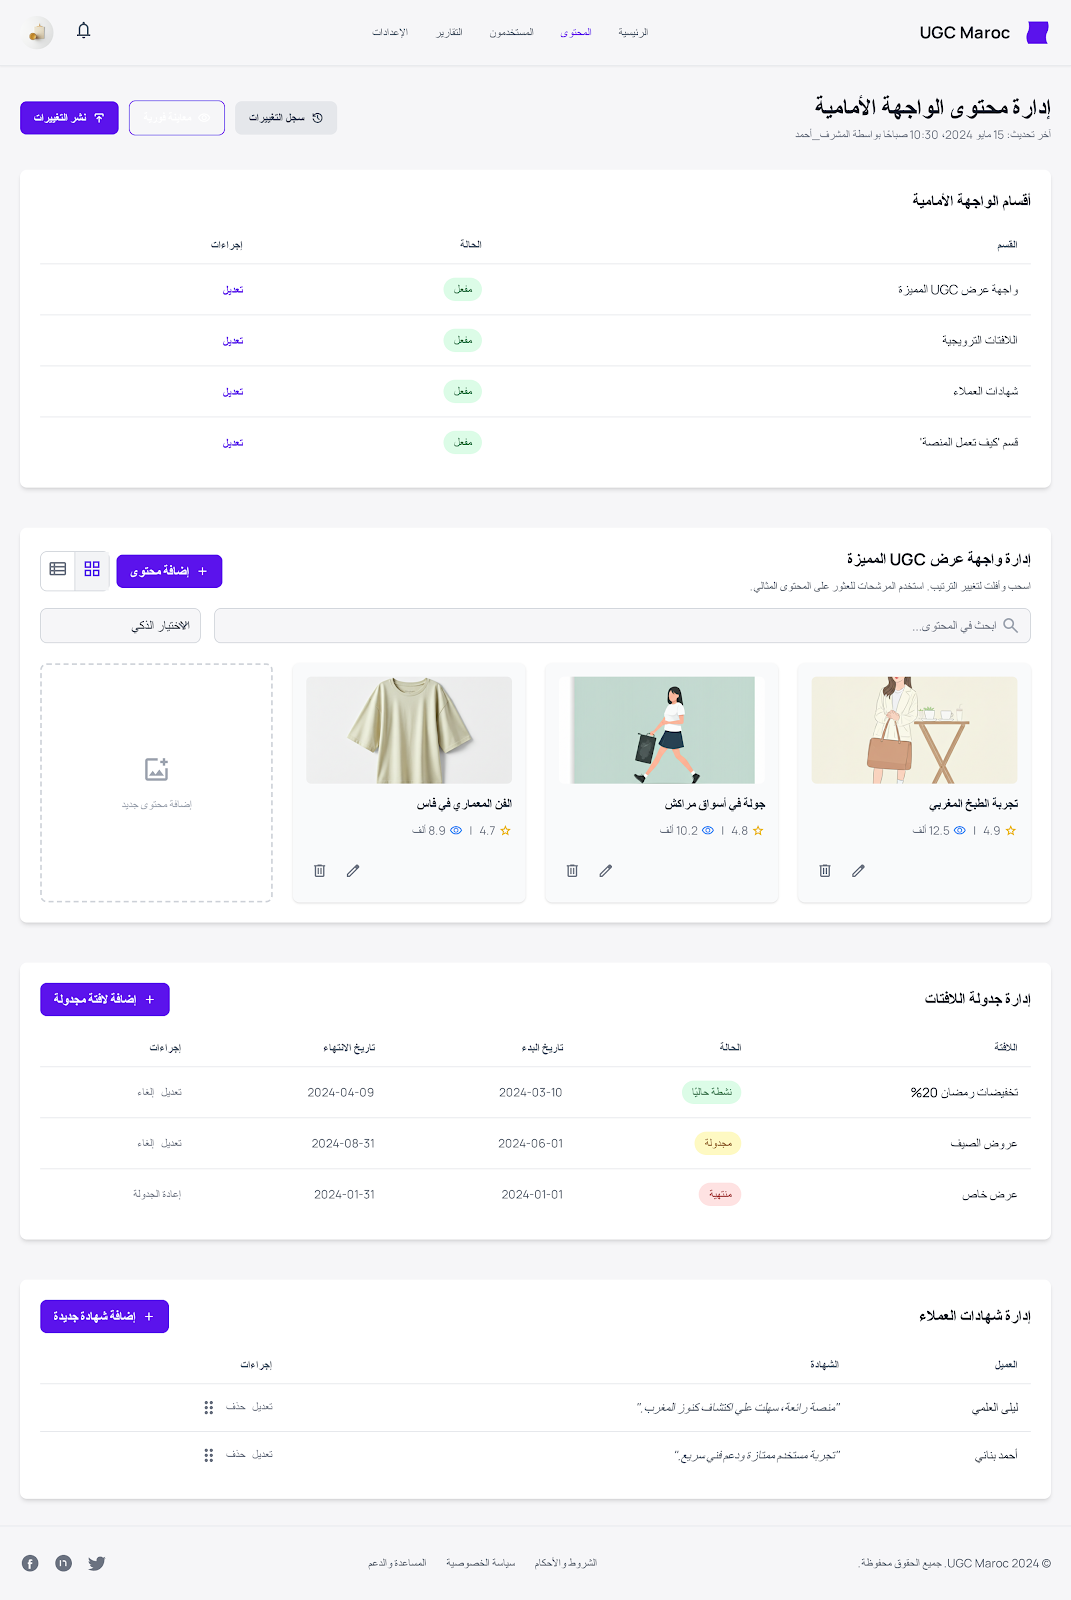 UGC Maroc
الرئيسية المحتوى المستخدمون التقارير الإعدادات
إدارة محتوى الواجهة الأمامية
آخر تحديث: 15 مايو 2024، 10:30 صباحًا بواسطة المشرف_أحمد
سجل التغييرات
معاينة فورية
نشر التغييرات
أقسام الواجهة الأمامية
القسم الحالة إجراءات
واجهة عرض UGC المميزة مفعل تعديل
اللافتات الترويجية مفعل تعديل
شهادات العملاء مفعل تعديل
قسم 'كيف تعمل المنصة' مفعل تعديل
إدارة واجهة عرض UGC المميزة
اسحب وأفلت لتغيير الترتيب. استخدم المرشحات للعثور على المحتوى المثالي.
إضافة محتوى
ابحث في المحتوى...
الاختيار الذكي
تجربة الطبخ المغربي
4.9 | 12.5 ألف
جولة في أسواق مراكش
4.8 | 10.2 ألف
الفن المعماري في فاس
4.7 | 8.9 ألف
إضافة محتوى جديد
إدارة جدولة اللافتات
إضافة لافتة مجدولة
اللافتة الحالة تاريخ البدء تاريخ الانتهاء إجراءات
تخفيضات رمضان 20% نشطة حاليًا 2024-03-10 2024-04-09 تعديل إلغاء
عروض الصيف مجدولة 2024-06-01 2024-08-31 تعديل إلغاء
عرض خاص منتهية 2024-01-01 2024-01-31 إعادة الجدولة
إدارة شهادات العملاء
إضافة شهادة جديدة
العميل الشهادة إجراءات
ليلى العلمي "منصة رائعة، سهلت علي اكتشاف كنوز المغرب." تعديل حذف
أحمد بناني "تجربة مستخدم ممتازة ودعم فني سريع." تعديل حذف
© 2024 UGC Maroc. جميع الحقوق محفوظة.
الشروط والأحكام سياسة الخصوصية المساعدة والدعم